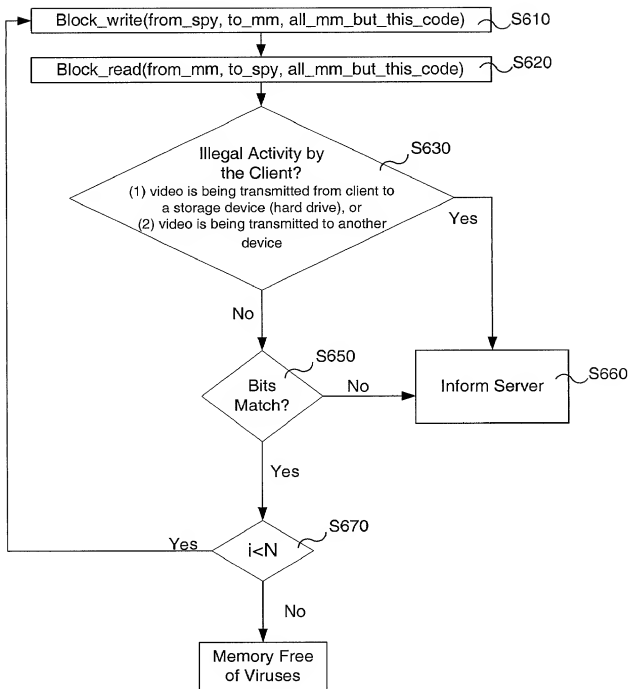 Block_write(from_spy, to_mm, all_mm_but_this_code)
S610
Block_read(from_mm, to_spy, all_mm_but_this_code)
S620
S630
Illegal Activity by
the Client?
(1) video is being transmitted from client to
a storage device (hard drive), or
(2) video is being transmitted to another
device
Yes
No
S650
Bits
Match?
No
Inform Server
S660
Yes
S670
i<N
Yes
No
Memory Free
of Viruses